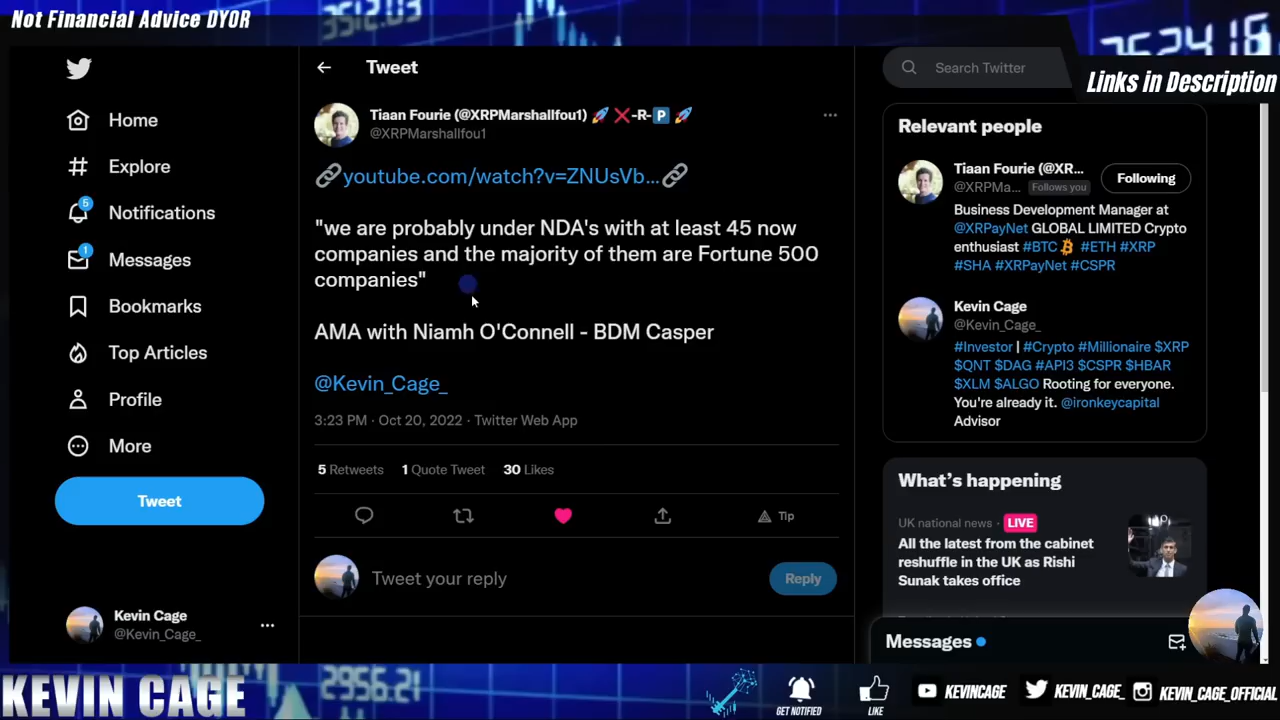 Not Financial Advice DYOR
3512.03
3524.16
Links in Description
Tweet
Search Twitter
Home
Explore
5
Notifications
1
Messages
Bookmarks
Top Articles
Profile
More
Tweet
Kevin Cage
@Kevin_Cage_
Tiaan Fourie (@XRPMarshallfou1) 🚀 ❌-R-🅿 🚀
@XRPMarshallfou1
🔗youtube.com/watch?v=ZNUsVb...🔗
"we are probably under NDA's with at least 45 now
companies and the majority of them are Fortune 500
companies"
AMA with Niamh O'Connell - BDM Casper
@Kevin_Cage_
3:23 PM · Oct 20, 2022 · Twitter Web App
5 Retweets 1 Quote Tweet 30 Likes
Tip
Tweet your reply
Reply
Relevant people
Tiaan Fourie (@XR...
@XRPMa... Follows you
Following
Business Development Manager at
@XRPayNet GLOBAL LIMITED Crypto
enthusiast #BTC #ETH #XRP
#SHA #XRPayNet #CSPR
Kevin Cage
@Kevin_Cage_
#Investor | #Crypto #Millionaire $XRP
$QNT $DAG #API3 $CSPR $HBAR
$XLM $ALGO Rooting for everyone.
You're already it. @ironkeycapital
Advisor
What's happening
UK national news · LIVE
All the latest from the cabinet
reshuffle in the UK as Rishi
Sunak takes office
Messages
KEVIN CAGE
2956.21
GET NOTIFIED
LIKE
KEVINCAGE
KEVIN_CAGE_
KEVIN_CAGE_OFFICIAL